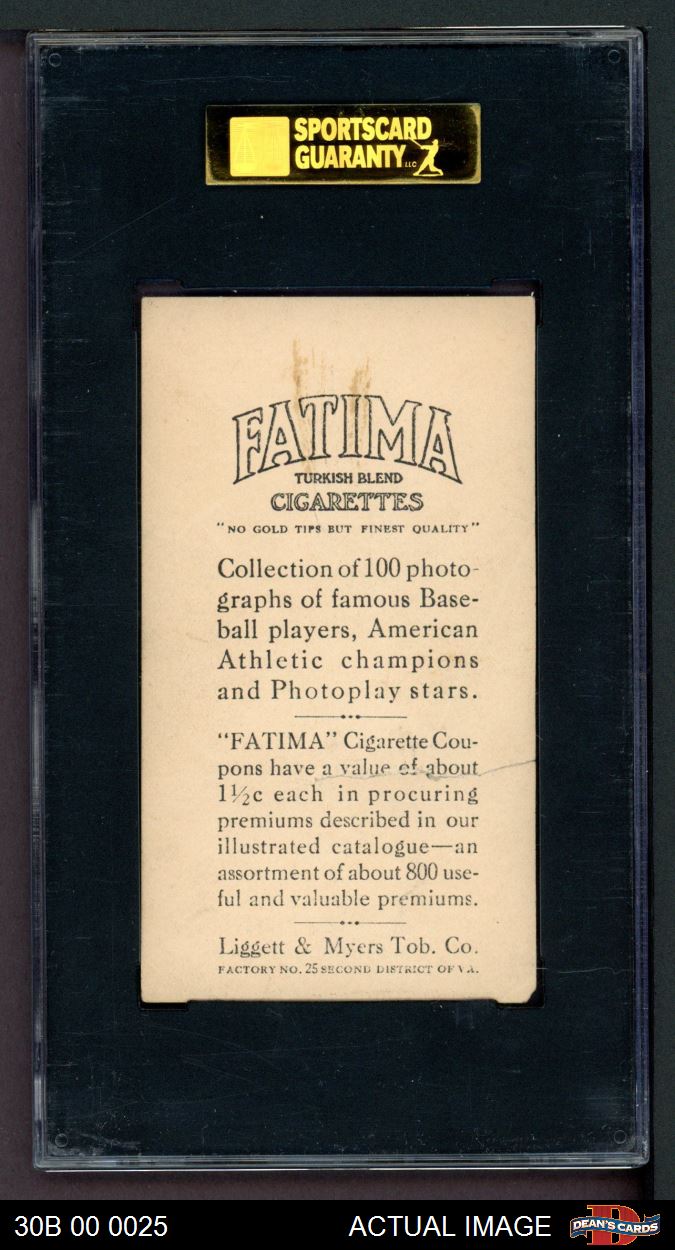 SPORTSCARD
GUARANTY LLC
FATIMA
TURKISH BLEND
CIGARETTES
"NO GOLD TIPS BUT FINEST QUALITY"
Collection of 100 photo-
graphs of famous Base-
ball players, American
Athletic champions
and Photoplay stars.
"FATIMA" Cigarette Cou-
pons have a value of about
1½c each in procuring
premiums described in our
illustrated catalogue—an
assortment of about 800 use-
ful and valuable premiums.
Liggett & Myers Tob. Co.
FACTORY NO. 25 SECOND DISTRICT OF VA.
30B 00 0025
ACTUAL IMAGE
DEAN'S CARDS